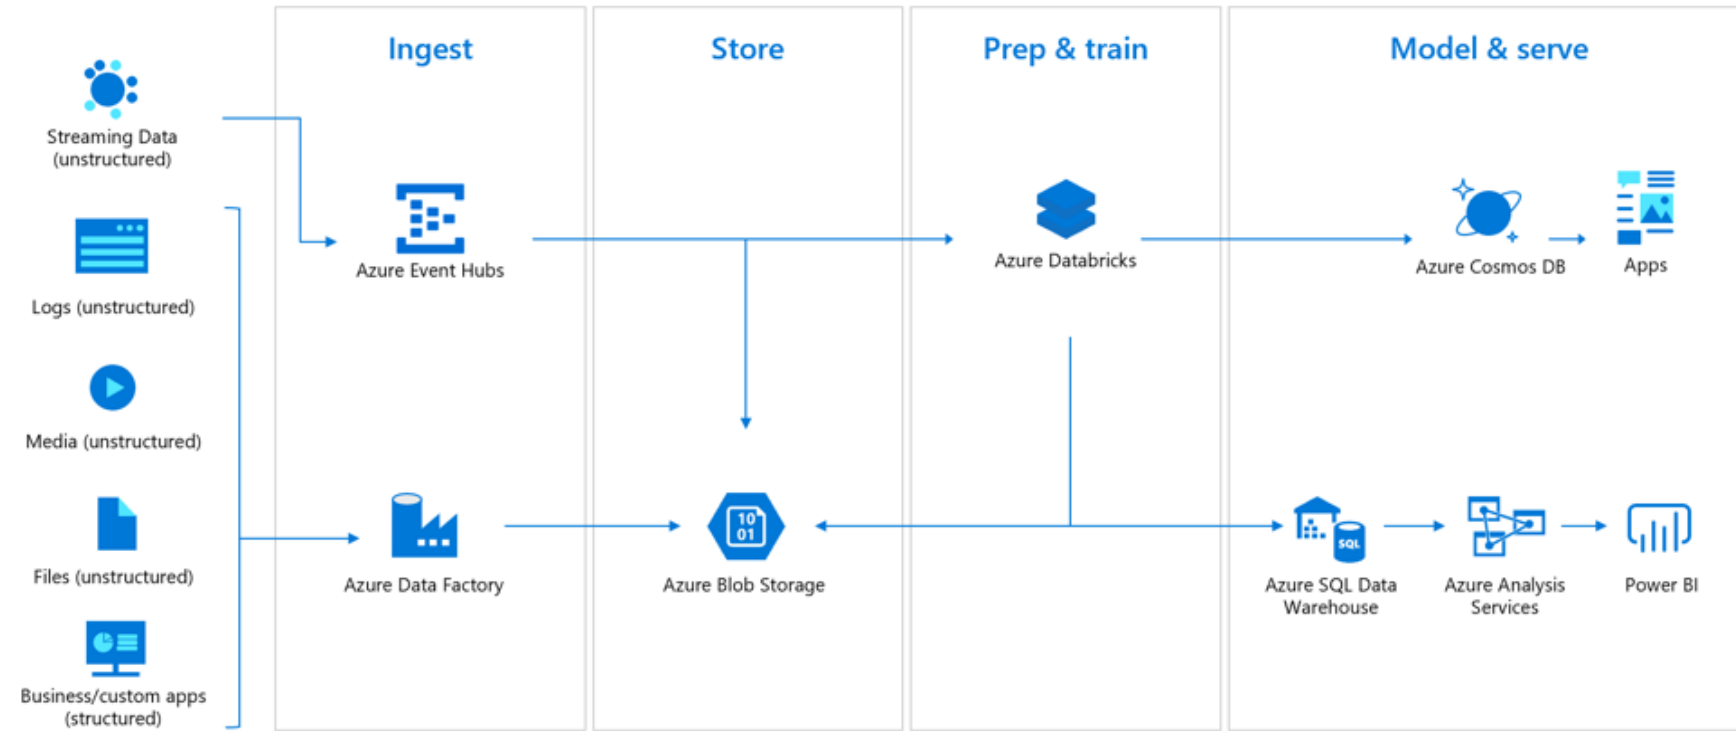 Ingest
Store
Prep & train
Model & serve
Streaming Data
(unstructured)
Logs (unstructured)
Media (unstructured)
Files (unstructured)
Business/custom apps
(structured)
Azure Event Hubs
Azure Data Factory
10
01
Azure Blob Storage
Azure Databricks
Azure Cosmos DB
Apps
SQL
Azure SQL Data
Warehouse
Azure Analysis
Services
Power BI